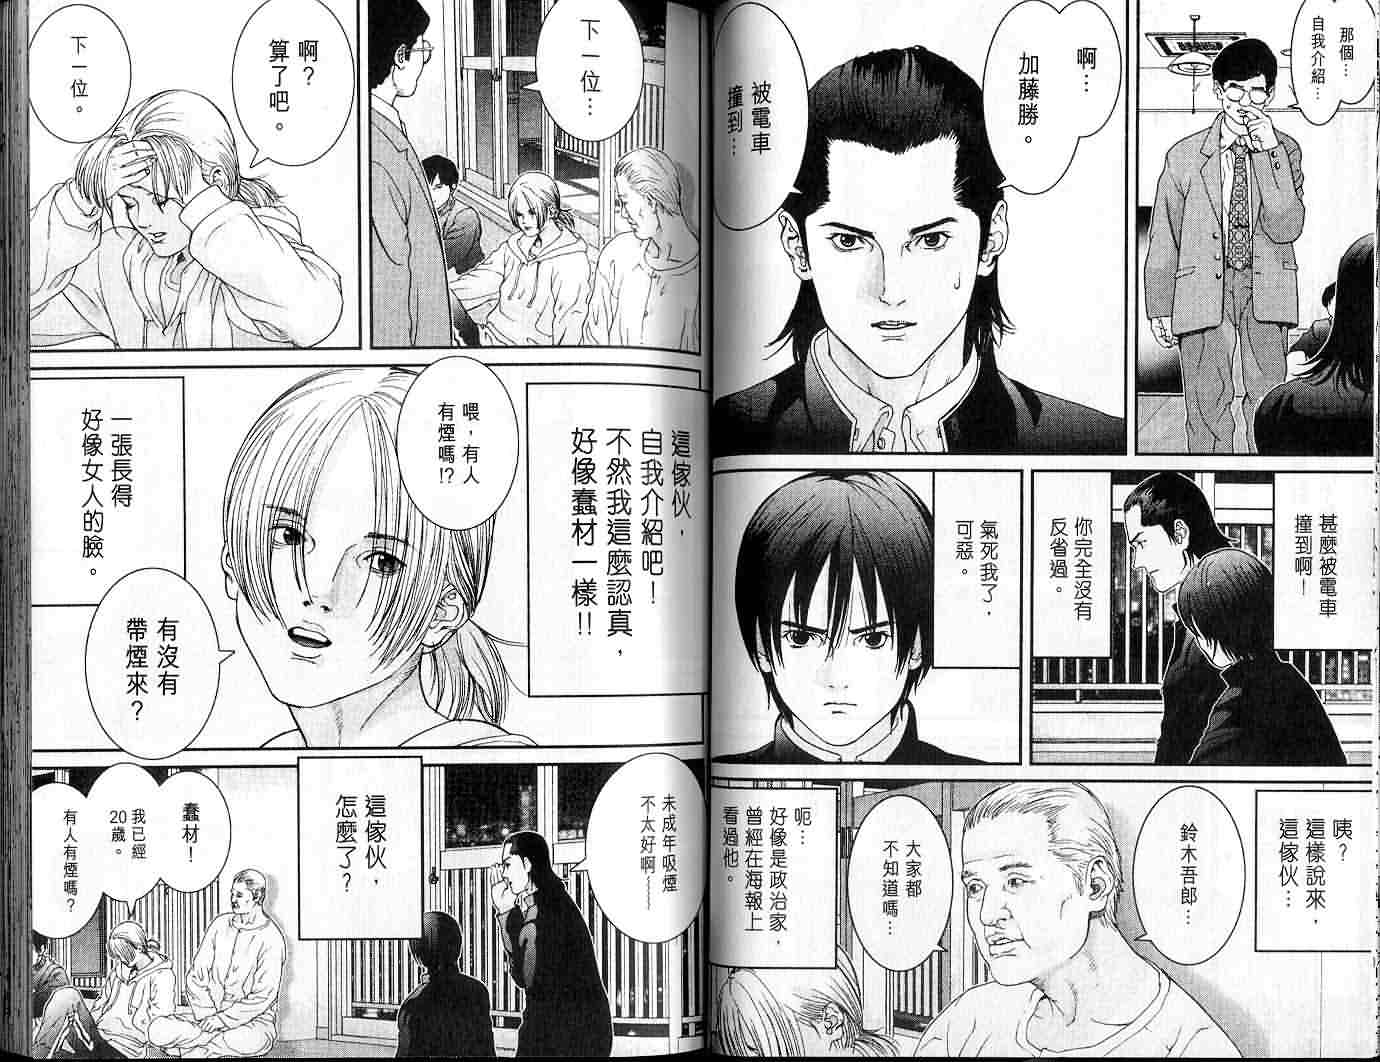 那個…
自我介紹…
啊…
加藤勝。
被電車
撞到…
甚麼被電車
撞到啊—
你完全沒有
反省過。
氣死我了，
可惡。
咦？
這樣說來，
這傢伙…
鈴木吾郎…
大家都
不知道嗎…
呃…
好像是政治家，
曾經在海報上
看過他。
下一位…
啊？
算了吧。
下一位。
這傢伙，
自我介紹吧！
不然我這麼認真，
好像蠢材一樣!!
喂，有人
有煙嗎!?
一張長得
好像女人的臉。
有沒有
帶煙來？
未成年吸煙
不太好啊~~~~
這傢伙，
怎麼了？
蠢材！
我已經
20歲。
有人有煙嗎？